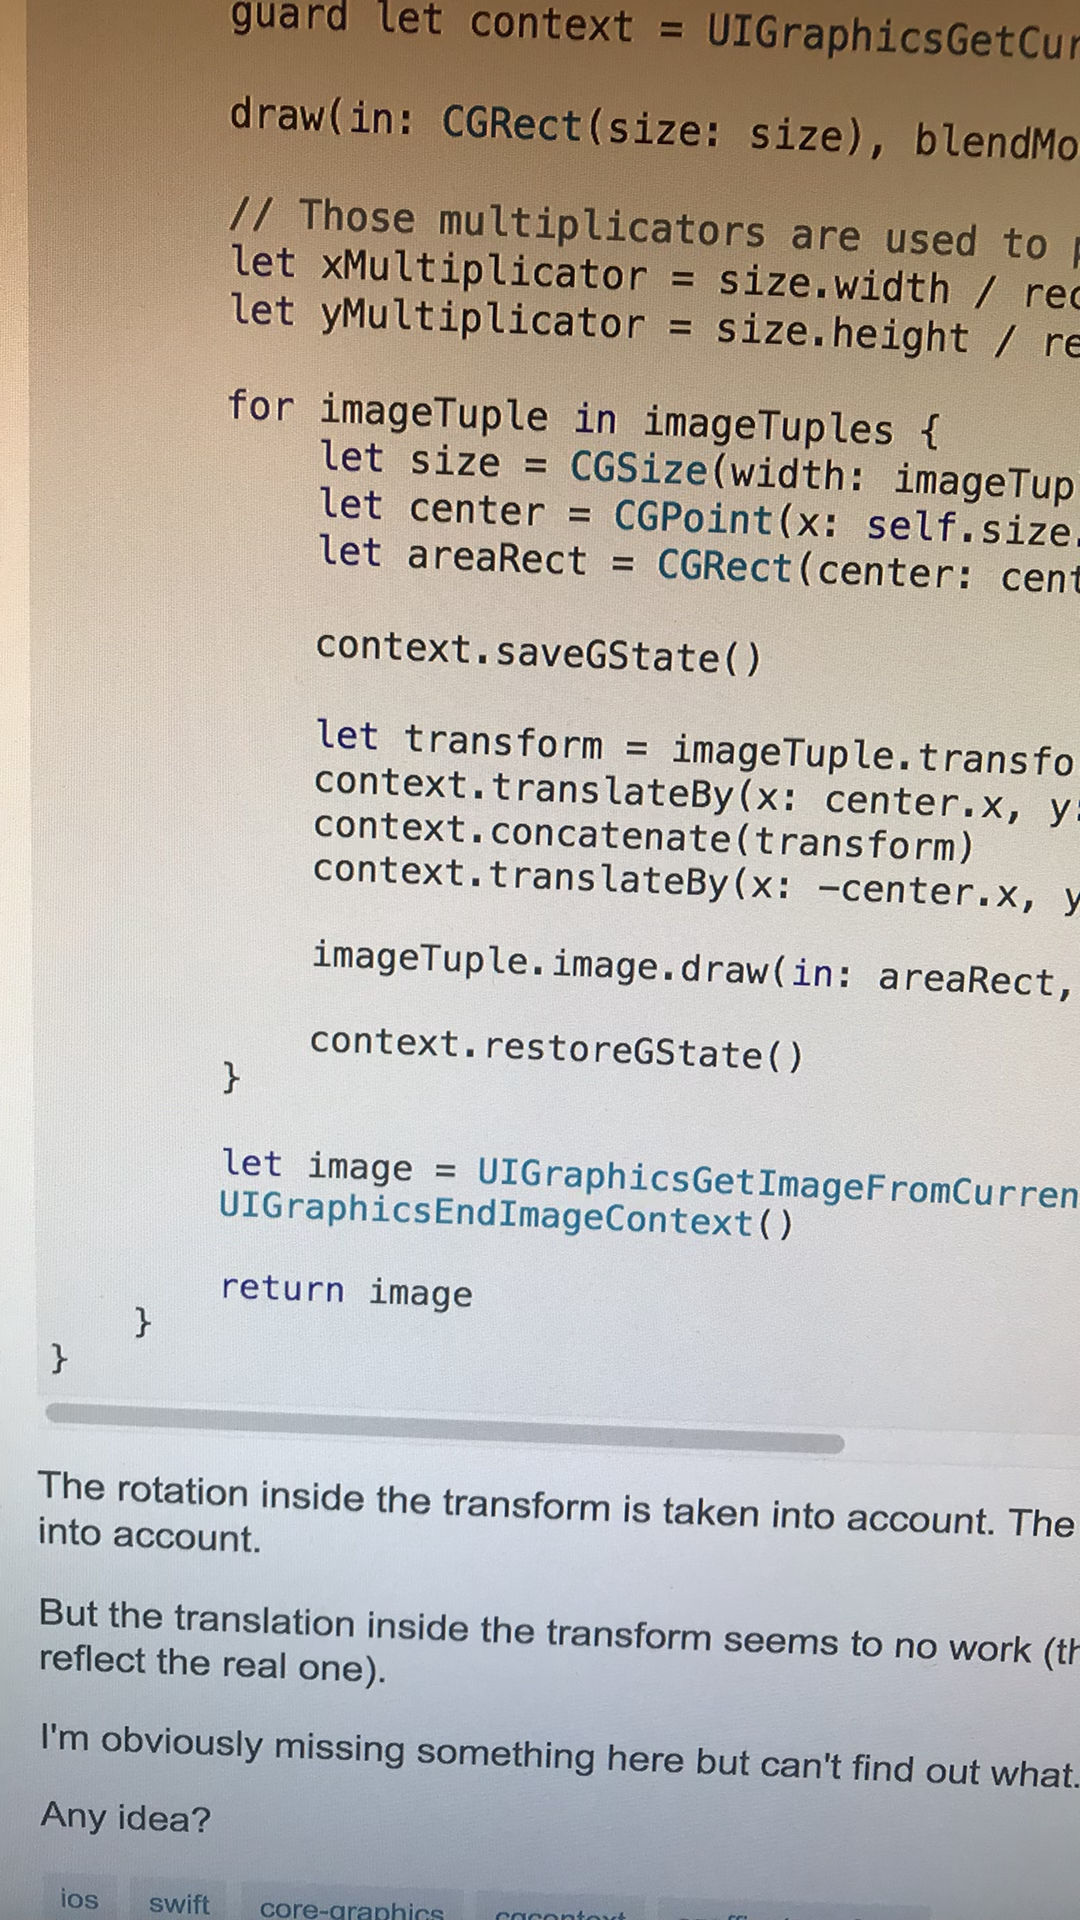 guard let context = UIGraphicsGetCur
draw(in: CGRect(size: size), blendMo
// Those multiplicators are used to
let xMultiplicator = size.width / rec
let yMultiplicator = size.height / re
for imageTuple in imageTuples {
let size = CGSize(width: imageTup
let center = CGPoint(x: self.size.
let areaRect = CGRect(center: cent
context.saveGState()
let transform = imageTuple.transfo
context.translateBy(x: center.x, y:
context.concatenate(transform)
context.translateBy(x: -center.x, y
imageTuple.image.draw(in: areaRect,
context.restoreGState()
}
let image = UIGraphicsGetImageFromCurren
UIGraphicsEndImageContext()
return image
}
}
The rotation inside the transform is taken into account. The
into account.
But the translation inside the transform seems to no work (th
reflect the real one).
I'm obviously missing something here but can't find out what.
Any idea?
ios swift core-graphics cgcontext